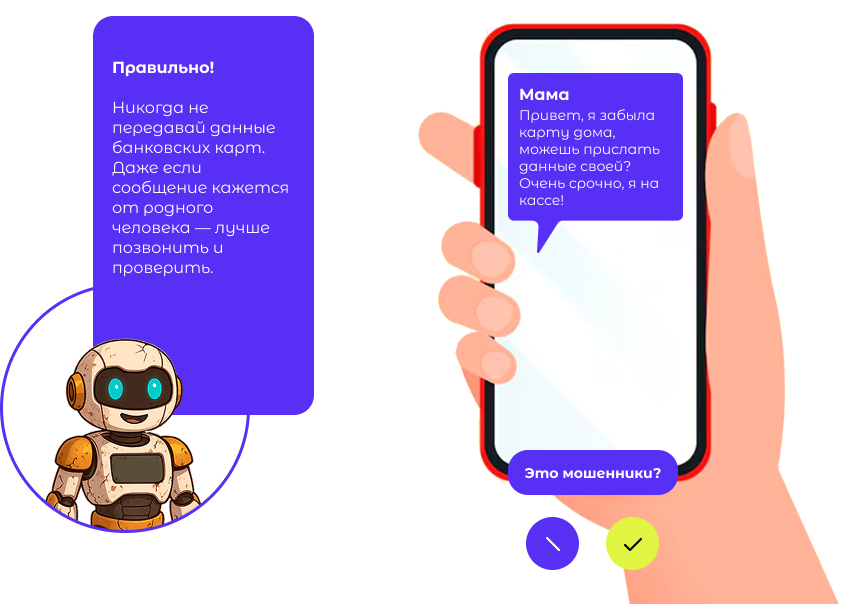 Правильно!
Никогда не
передавай данные
банковских карт.
Даже если
сообщение кажется
от родного
человека — лучше
позвонить и
проверить.
Мама
Привет, я забыла
карту дома,
можешь прислать
данные своей?
Очень срочно, я на
кассе!
Это мошенники?